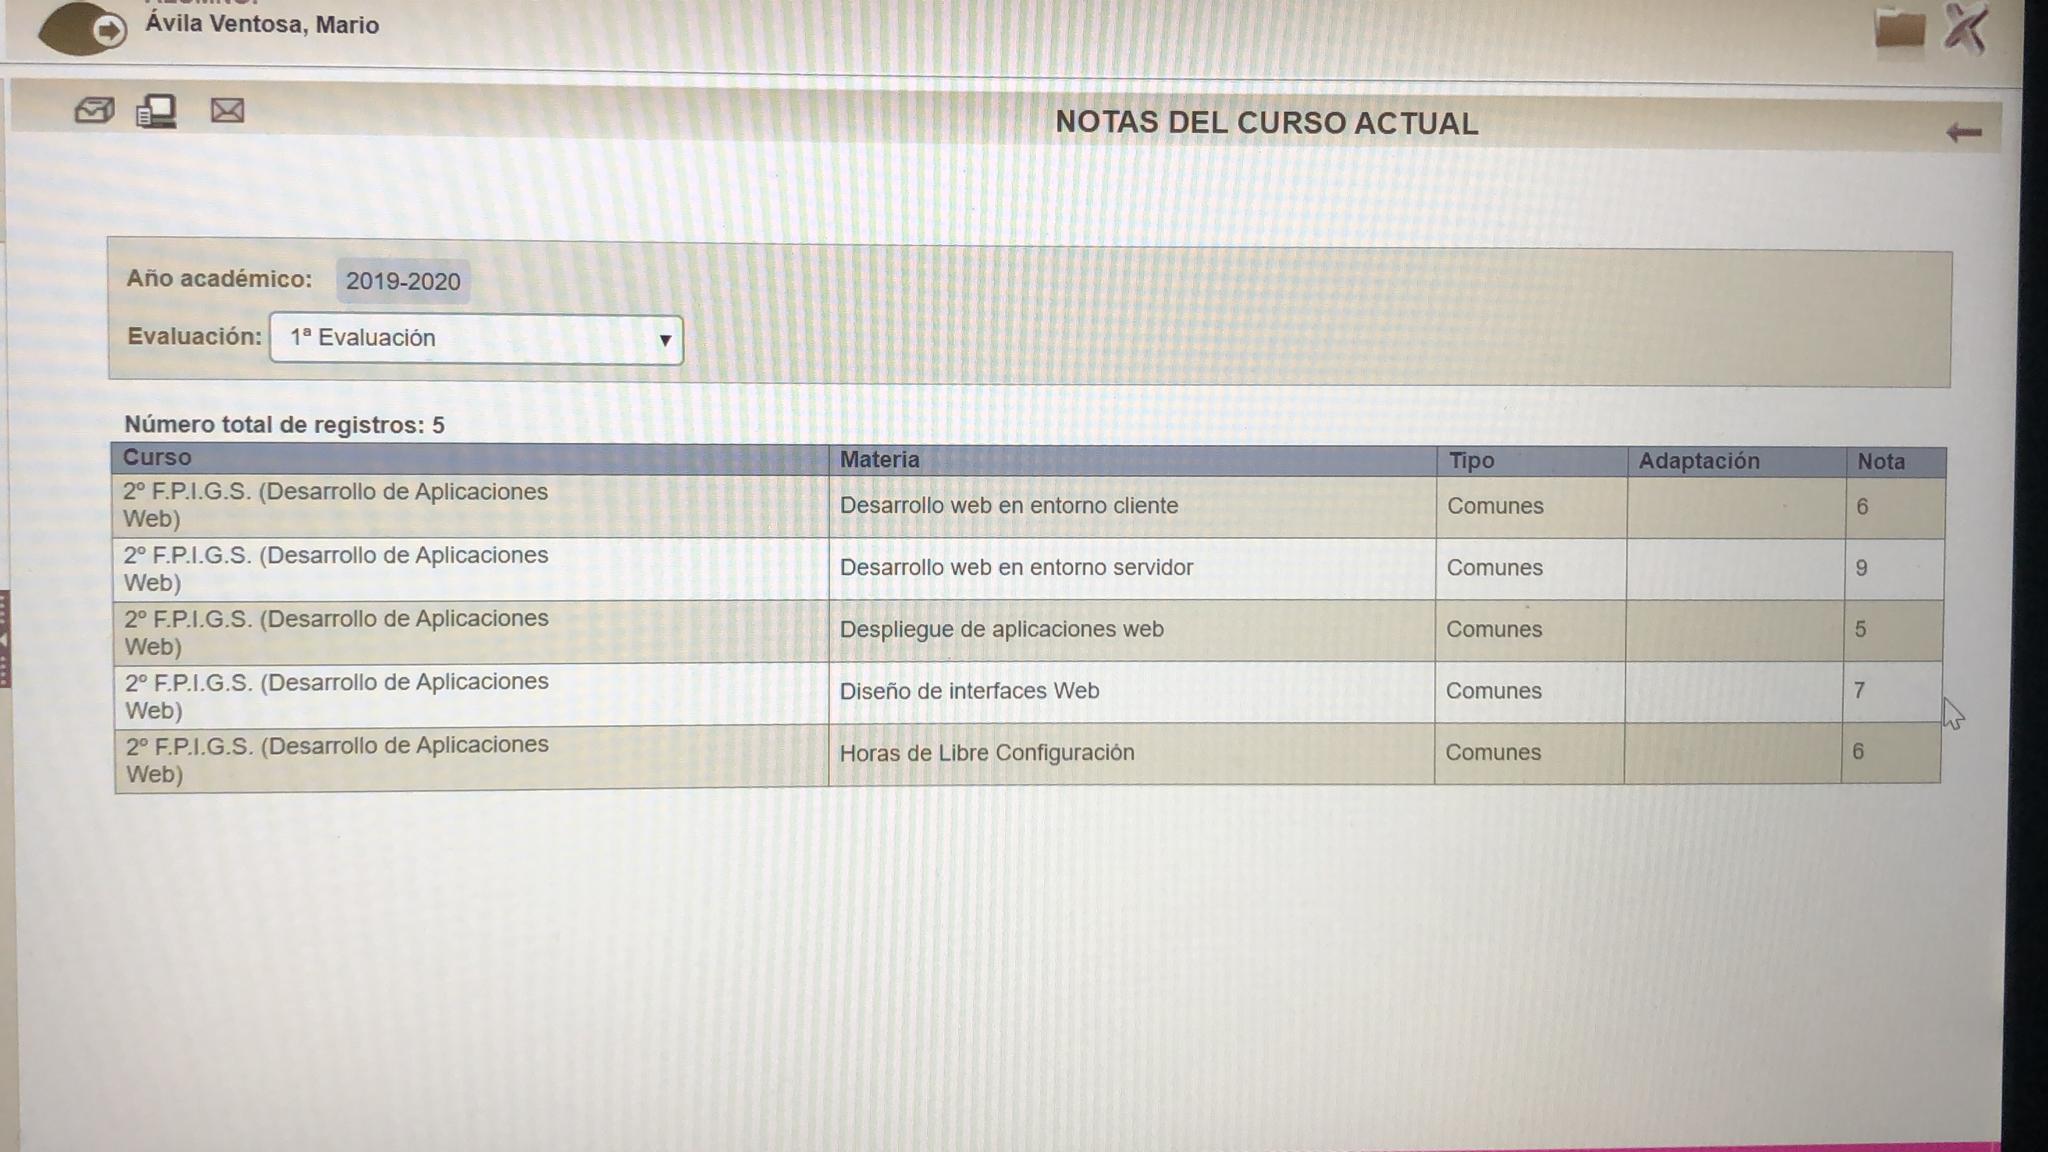 Ávila Ventosa, Mario
NOTAS DEL CURSO ACTUAL
Año académico: 2019-2020
Evaluación: 1ª Evaluación
Número total de registros: 5
Curso Materia Tipo Adaptación Nota
2º F.P.I.G.S. (Desarrollo de Aplicaciones
Web) Desarrollo web en entorno cliente Comunes 6
2º F.P.I.G.S. (Desarrollo de Aplicaciones
Web) Desarrollo web en entorno servidor Comunes 9
2º F.P.I.G.S. (Desarrollo de Aplicaciones
Web) Despliegue de aplicaciones web Comunes 5
2º F.P.I.G.S. (Desarrollo de Aplicaciones
Web) Diseño de interfaces Web Comunes 7
2º F.P.I.G.S. (Desarrollo de Aplicaciones
Web) Horas de Libre Configuración Comunes 6